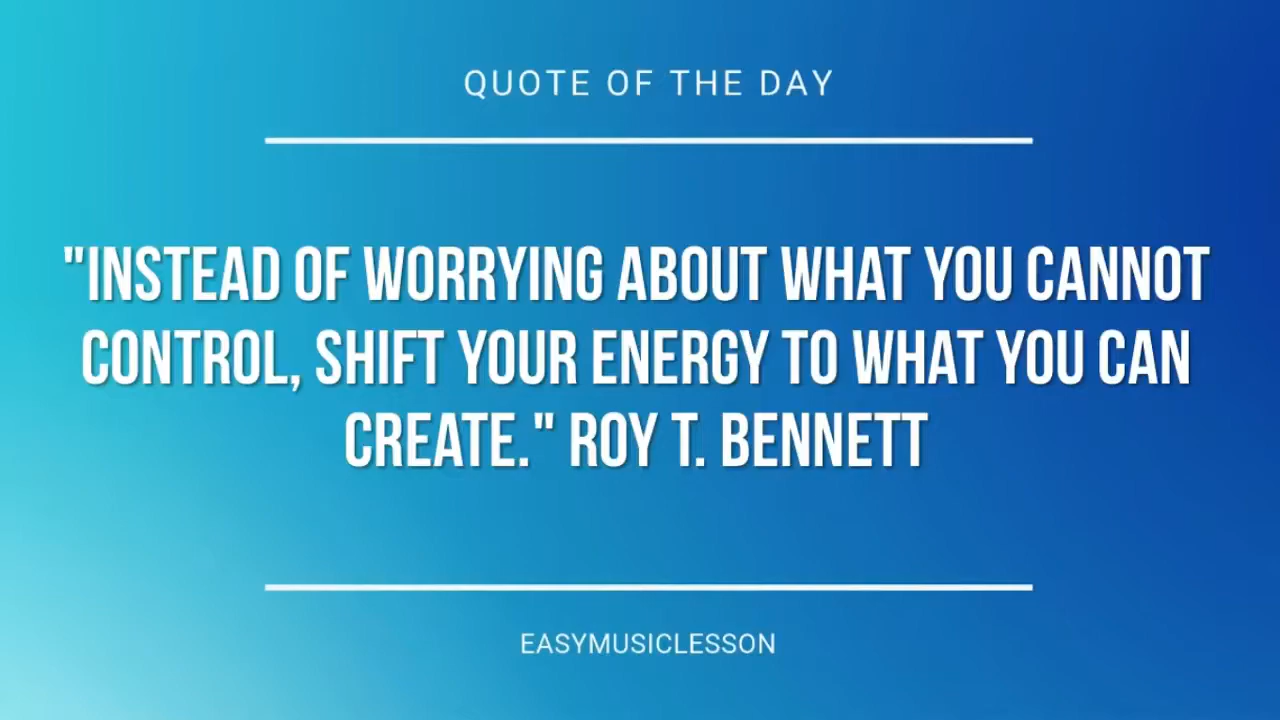 QUOTE OF THE DAY
"INSTEAD OF WORRYING ABOUT WHAT YOU CANNOT
CONTROL, SHIFT YOUR ENERGY TO WHAT YOU CAN
CREATE." ROY T. BENNETT
EASYMUSICLESSON